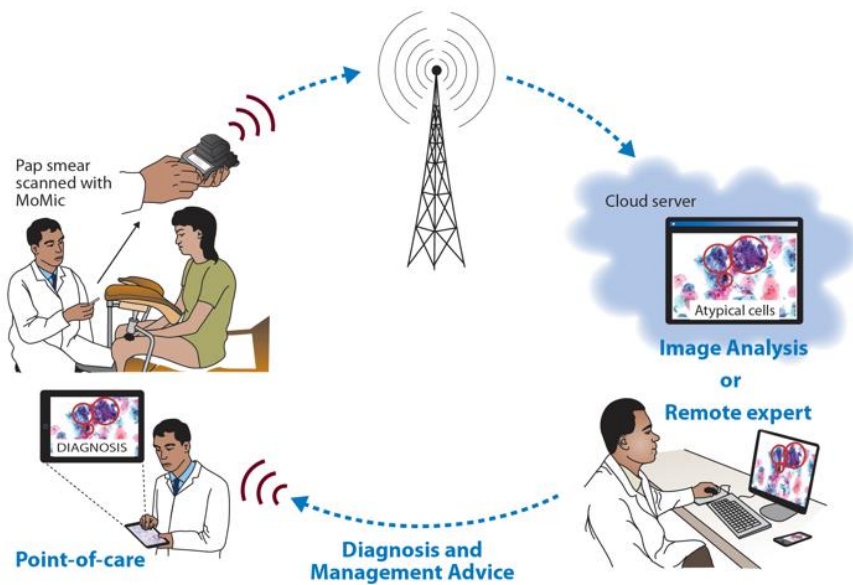 Pap smear
scanned with
MoMic
Cloud server
Atypical cells
Image Analysis
or
Remote expert
DIAGNOSIS
Point-of-care
Diagnosis and
Management Advice